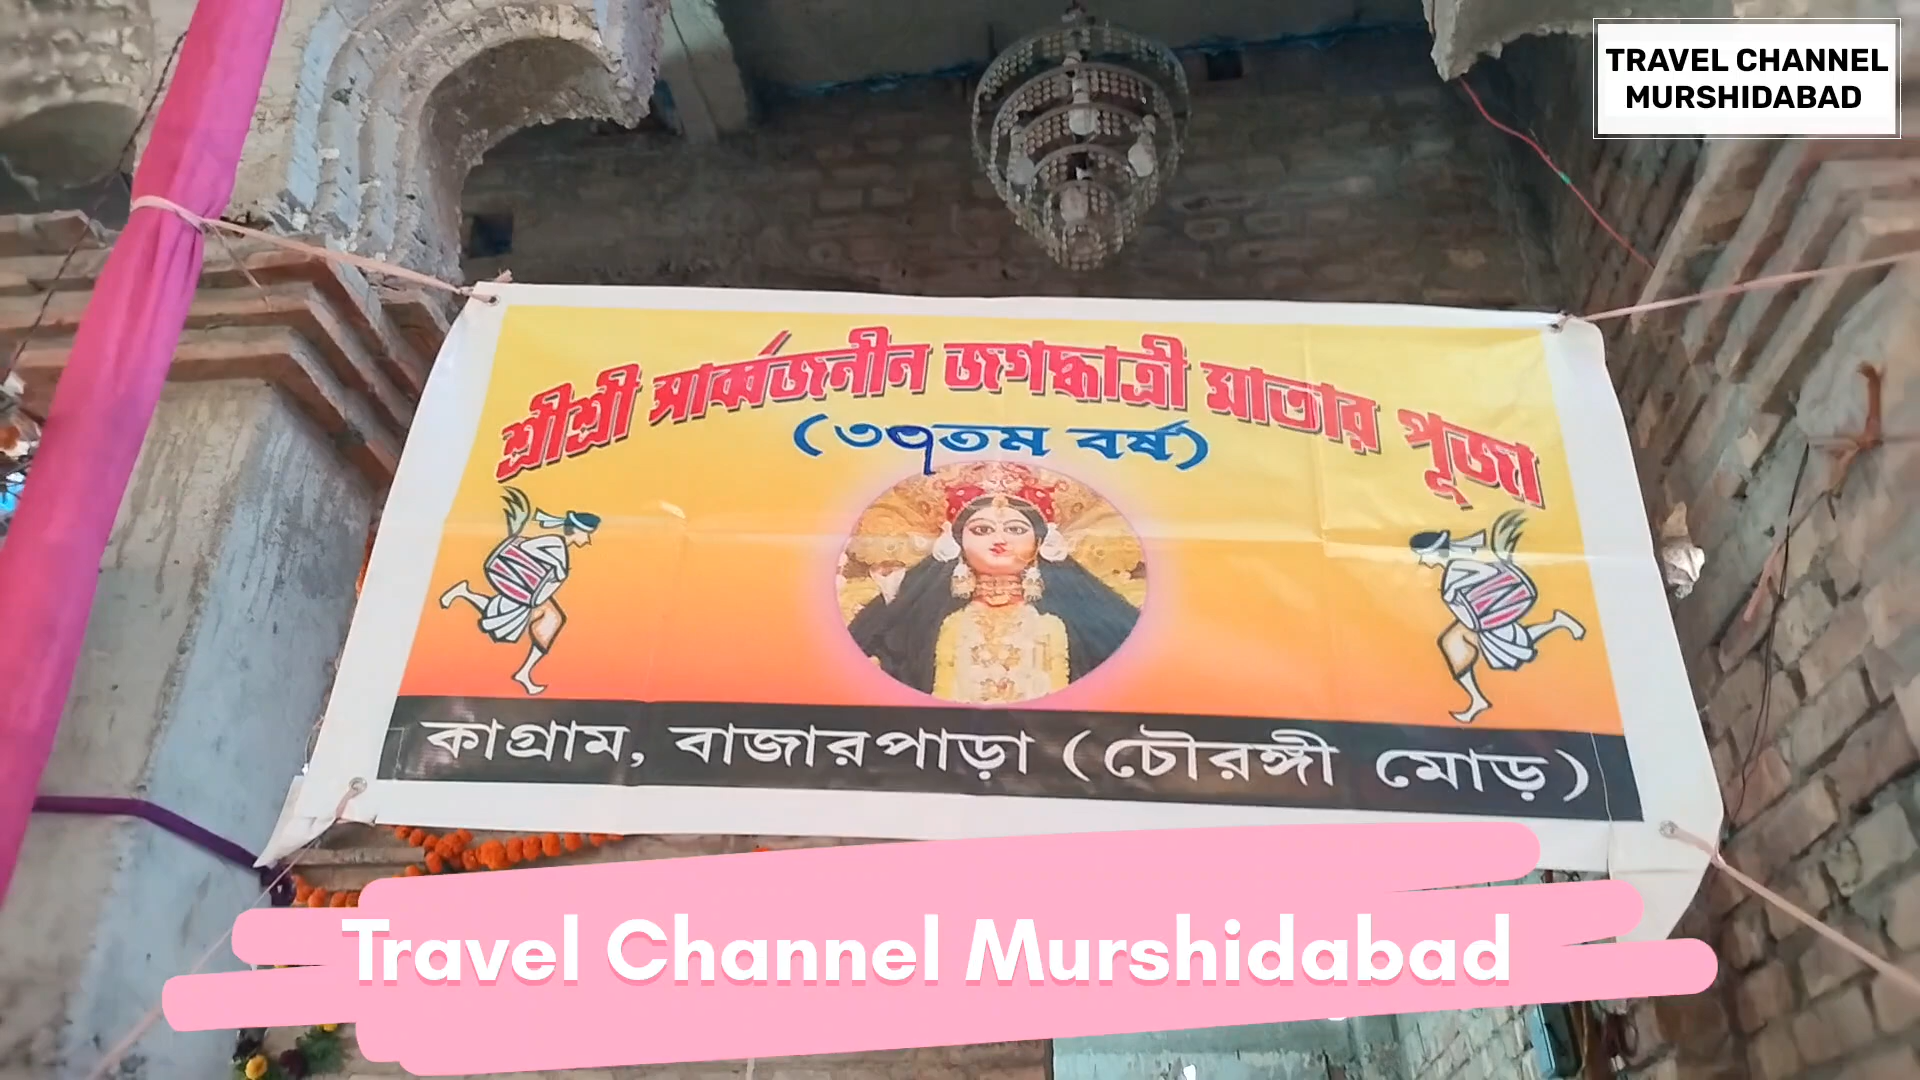 TRAVEL CHANNEL
MURSHIDABAD
শ্রীশ্রী সার্ব্বজনীন জগদ্ধাত্রী মাতার পূজা
(৩৭তম বর্ষ)
কাগ্রাম, বাজারপাড়া (চৌরঙ্গী মোড়)
Travel Channel Murshidabad